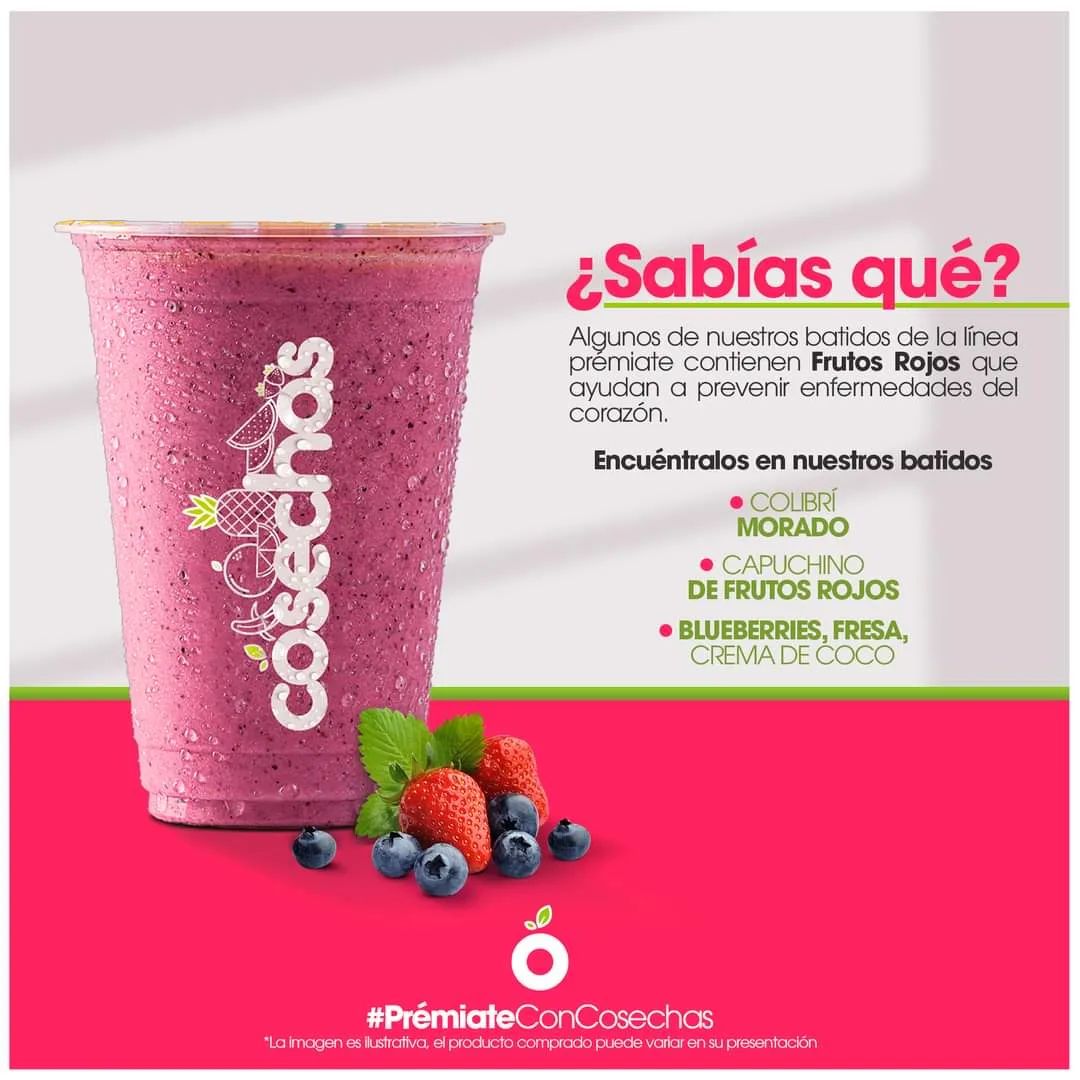 cosechas
¿Sabías qué?
Algunos de nuestros batidos de la línea
prémiate contienen Frutos Rojos que
ayudan a prevenir enfermedades del
corazón.
Encuéntralos en nuestros batidos
• COLIBRÍ
MORADO
• CAPUCHINO
DE FRUTOS ROJOS
• BLUEBERRIES, FRESA,
CREMA DE COCO
#PrémiateConCosechas
*La imagen es ilustrativa, el producto comprado puede variar en su presentación